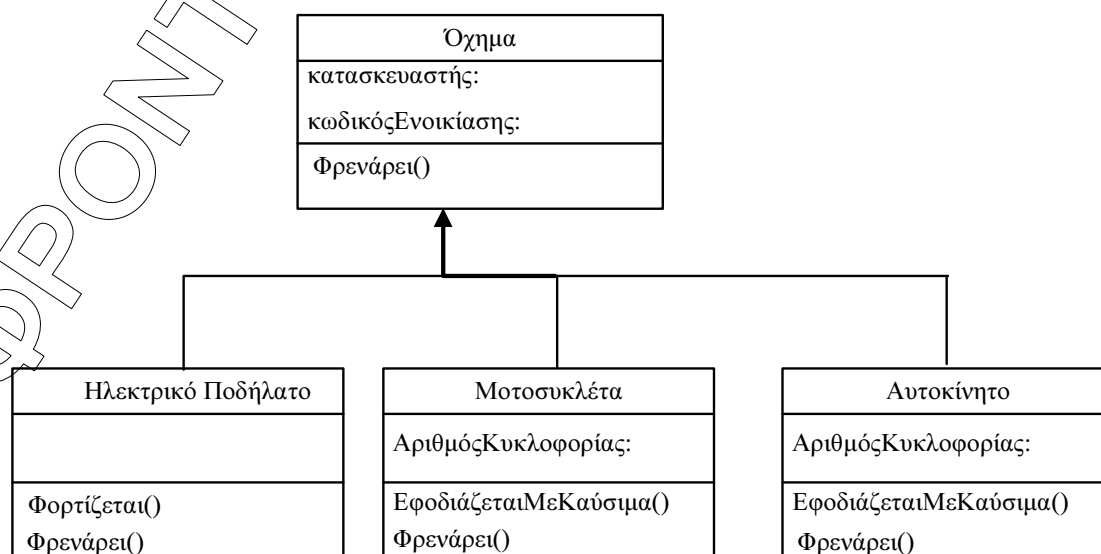 Όχημα
κατασκευαστής:
κωδικόςΕνοικίασης:
Φρενάρει()
Ηλεκτρικό Ποδήλατο
Φορτίζεται()
Φρενάρει()
Μοτοσυκλέτα
ΑριθμόςΚυκλοφορίας:
ΕφοδιάζεταιΜεΚαύσιμα()
Φρενάρει()
Αυτοκίνητο
ΑριθμόςΚυκλοφορίας:
ΕφοδιάζεταιΜεΚαύσιμα()
Φρενάρει()